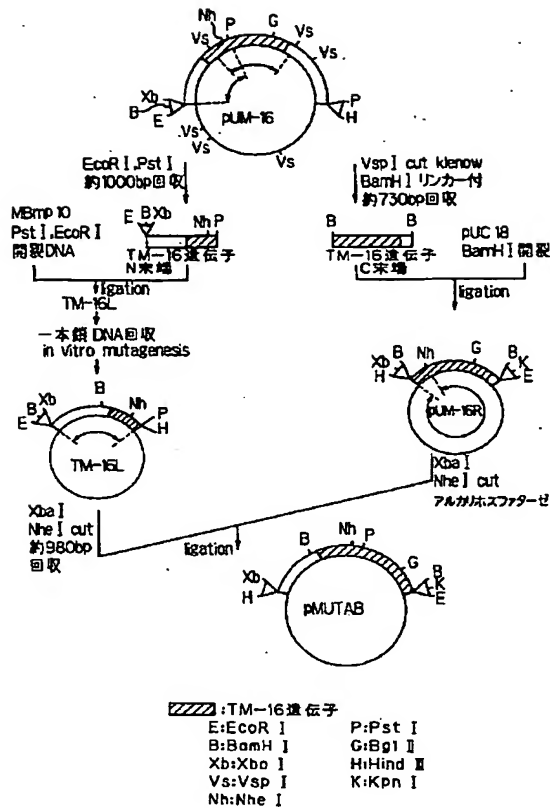 Nh P G Vs
Vs Vs
Xb
B
E
P
H
pUM-16
Vs
Vs
Vs
EcoR I,Pst I
約1000bp回収
Vsp I cut klenow
BamH I リンカー付
約730bp回収
MBmp 10
Pst I,EcoR I
開裂DNA
E B Xb Nh P
TM-16遺伝子
N末端
B B
TM-16遺伝子
C末端
pUC 18
BamH I 開裂
ligation
TM-16L
ligation
一本鎖DNA回収
in vitro mutagenesis
E B Xb B Nh P H
TM-16L
Xb B Nh G B K
H E
pUM-16R
Xba I
Nhe I cut
アルカリホスファターゼ
Xba I
Nhe I cut
約980bp
回収
ligation
Xb
H
B Nh P G B
K
E
pMUTAB
:TM-16遺伝子
E:EcoR I P:Pst I
B:BamH I G:Bgl II
Xb:Xba I H:Hind III
Vs:Vsp I K:Kpn I
Nh:Nhe I